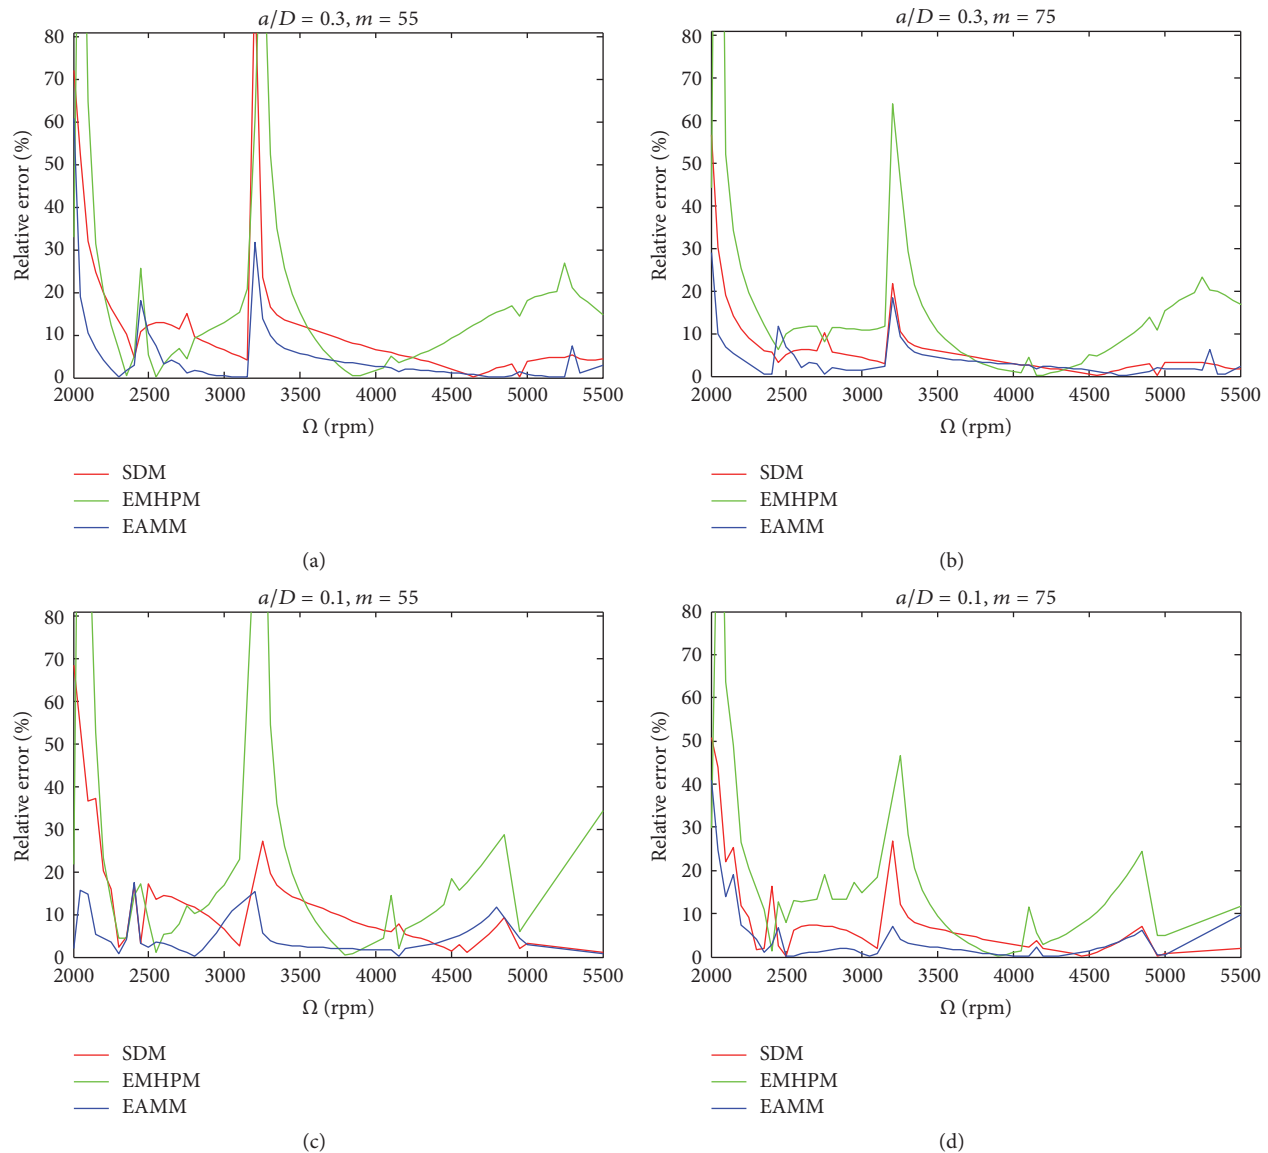 a/D = 0.3, m = 55
80
70
60
50
40
30
20
10
0
Relative error (%)
2000 2500 3000 3500 4000 4500 5000 5500
Ω (rpm)
SDM
EMHPM
EAMM
(a)
a/D = 0.3, m = 75
80
70
60
50
40
30
20
10
0
Relative error (%)
2000 2500 3000 3500 4000 4500 5000 5500
Ω (rpm)
SDM
EMHPM
EAMM
(b)
a/D = 0.1, m = 55
80
70
60
50
40
30
20
10
0
Relative error (%)
2000 2500 3000 3500 4000 4500 5000 5500
Ω (rpm)
SDM
EMHPM
EAMM
(c)
a/D = 0.1, m = 75
80
70
60
50
40
30
20
10
0
Relative error (%)
2000 2500 3000 3500 4000 4500 5000 5500
Ω (rpm)
SDM
EMHPM
EAMM
(d)